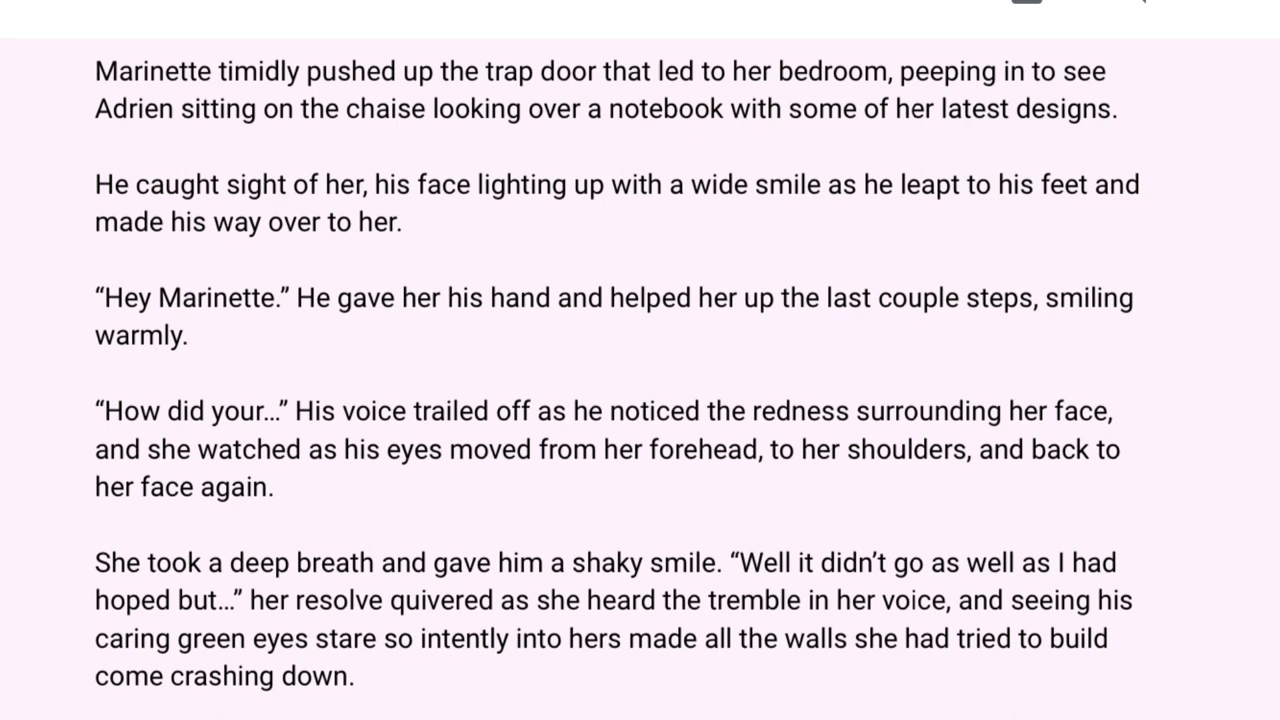 Marinette timidly pushed up the trap door that led to her bedroom, peeping in to see
Adrien sitting on the chaise looking over a notebook with some of her latest designs.
He caught sight of her, his face lighting up with a wide smile as he leapt to his feet and
made his way over to her.
“Hey Marinette.” He gave her his hand and helped her up the last couple steps, smiling
warmly.
“How did your…” His voice trailed off as he noticed the redness surrounding her face,
and she watched as his eyes moved from her forehead, to her shoulders, and back to
her face again.
She took a deep breath and gave him a shaky smile. “Well it didn’t go as well as I had
hoped but…” her resolve quivered as she heard the tremble in her voice, and seeing his
caring green eyes stare so intently into hers made all the walls she had tried to build
come crashing down.